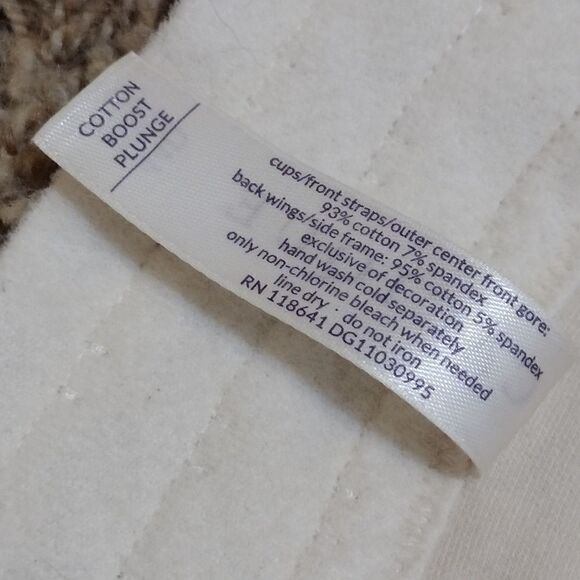 COTTON
BOOST
PLUNGE
cups/front straps/outer center front gore:
93% cotton 7% spandex
back wings/side frame: 95% cotton 5% spandex
exclusive of decoration
hand wash cold separately
only non-chlorine bleach when needed
line dry · do not iron
RN 118641 DG11030995